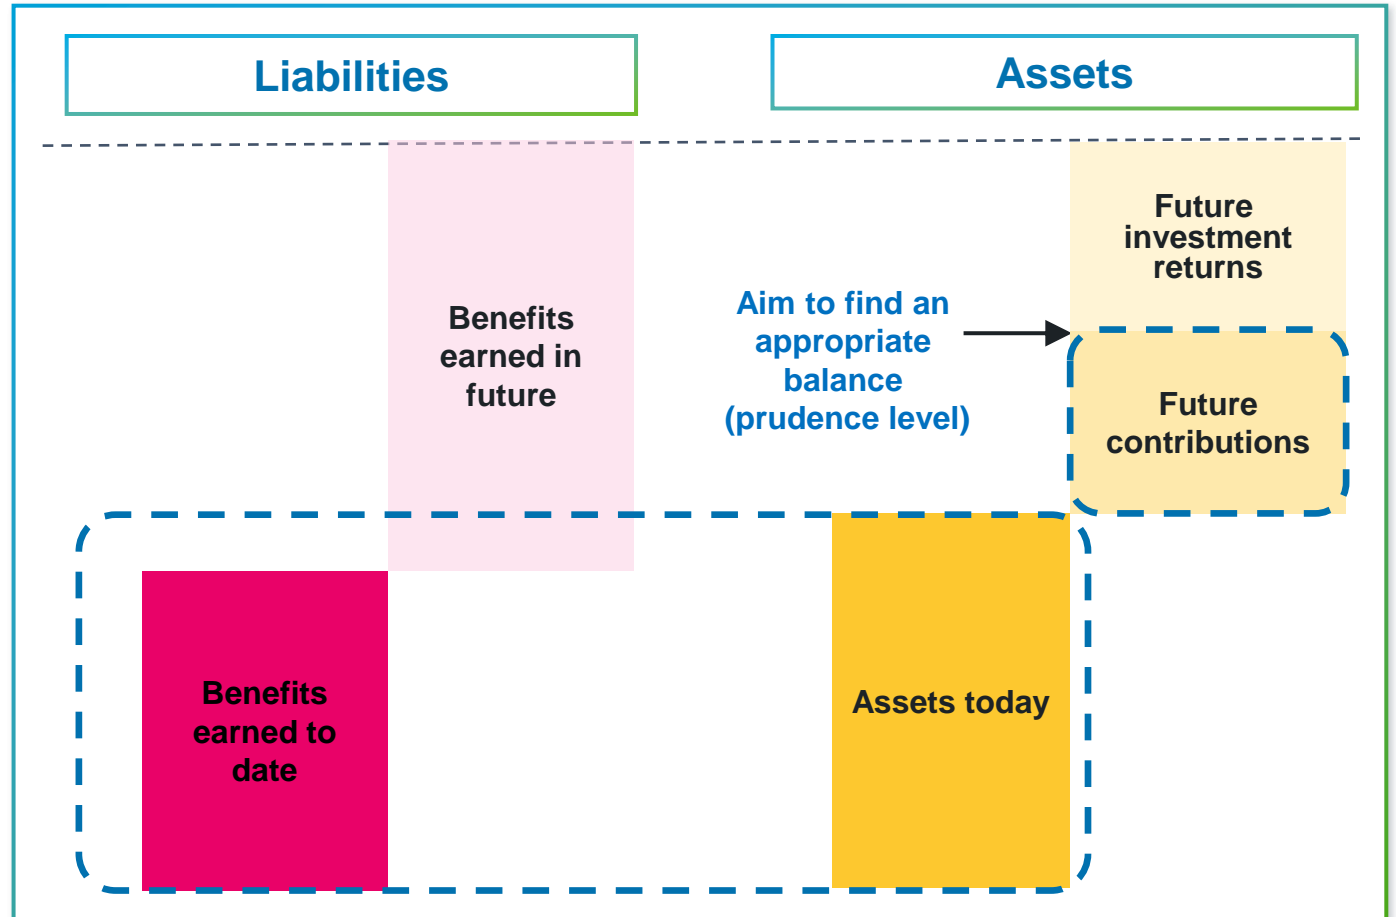 Liabilities
Assets
Benefits
earned in
future
Aim to find an
appropriate
balance
(prudence level)
Future
investment
returns
Future
contributions
Benefits
earned to
date
Assets today